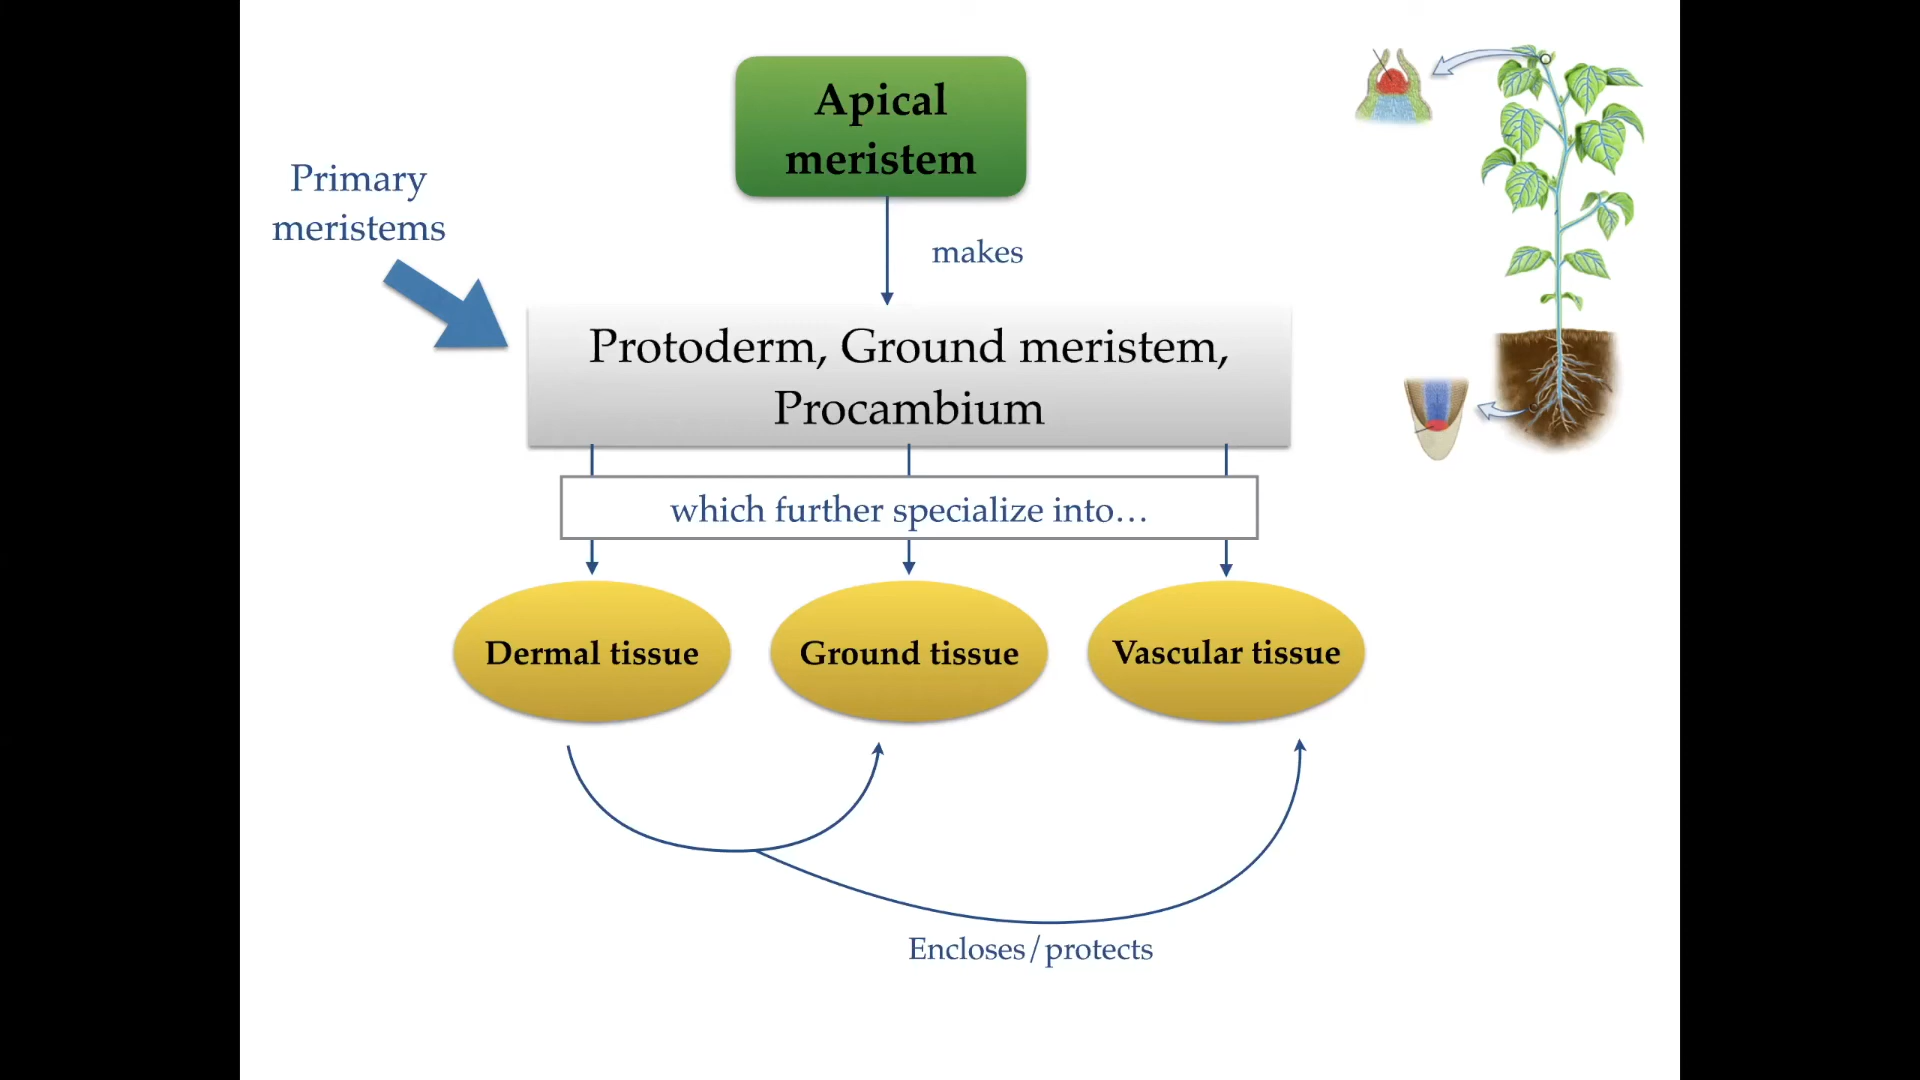 Apical
meristem
Primary
meristems
makes
Protoderm, Ground meristem,
Procambium
which further specialize into…
Dermal tissue
Ground tissue
Vascular tissue
Encloses/protects